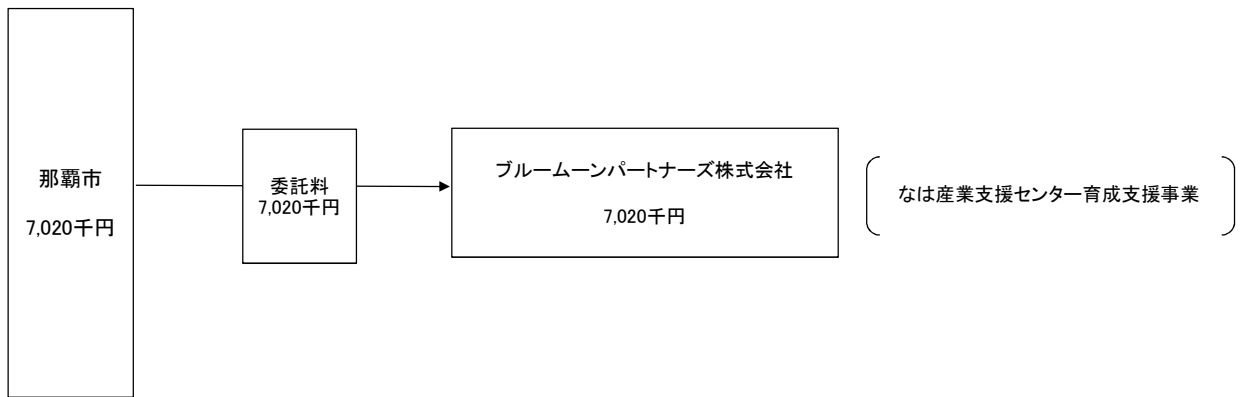 那覇市
7,020千円
委託料
7,020千円
ブルームーンパートナーズ株式会社
7,020千円
なは産業支援センター育成支援事業